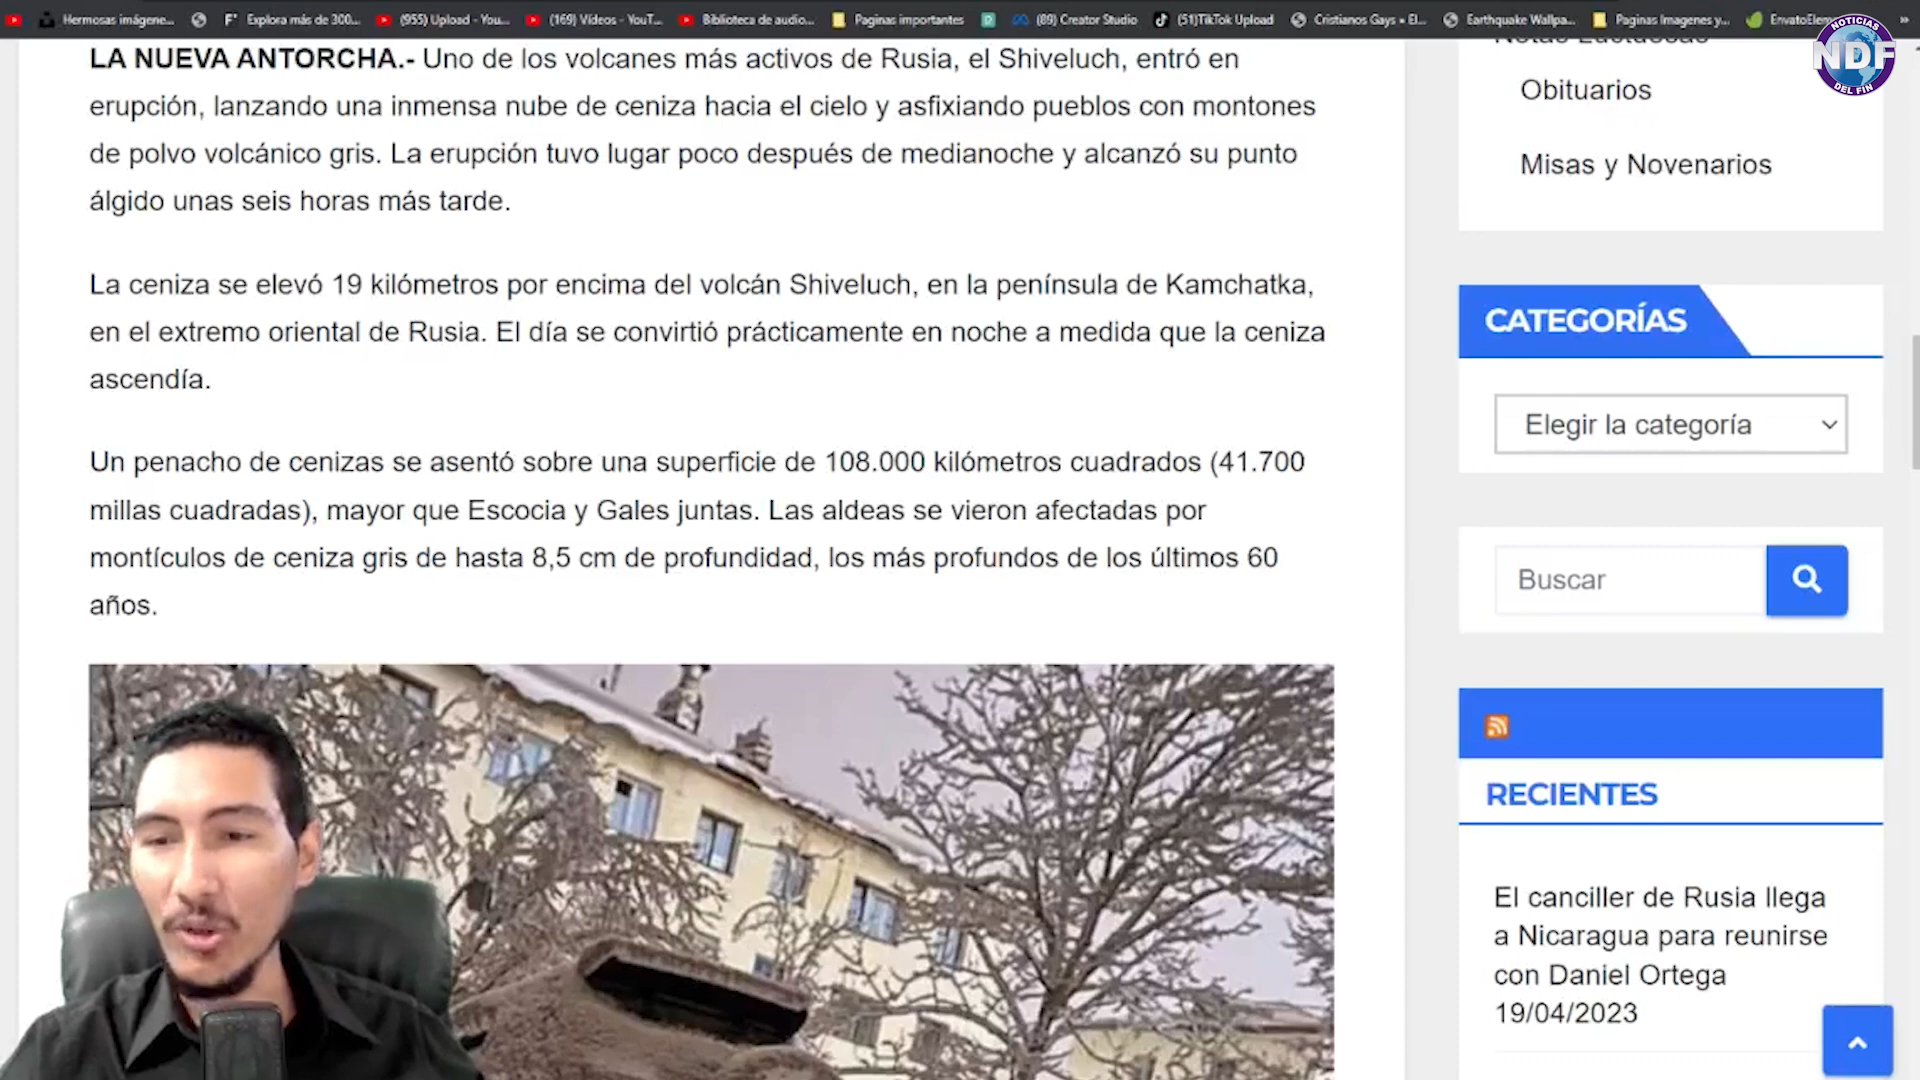 Hermosas imágene...
Explora más de 300...
(955) Upload - You...
(169) Vídeos - YouT...
Biblioteca de audio...
Paginas importantes
(89) Creator Studio
(51)TikTok Upload
Cristianos Gays • El...
Earthquake Wallpa...
Paginas Imagenes y...
NOTICIAS
NDF
DEL FIN
LA NUEVA ANTORCHA.- Uno de los volcanes más activos de Rusia, el Shiveluch, entró en
erupción, lanzando una inmensa nube de ceniza hacia el cielo y asfixiando pueblos con montones
de polvo volcánico gris. La erupción tuvo lugar poco después de medianoche y alcanzó su punto
álgido unas seis horas más tarde.
La ceniza se elevó 19 kilómetros por encima del volcán Shiveluch, en la península de Kamchatka,
en el extremo oriental de Rusia. El día se convirtió prácticamente en noche a medida que la ceniza
ascendía.
Un penacho de cenizas se asentó sobre una superficie de 108.000 kilómetros cuadrados (41.700
millas cuadradas), mayor que Escocia y Gales juntas. Las aldeas se vieron afectadas por
montículos de ceniza gris de hasta 8,5 cm de profundidad, los más profundos de los últimos 60
años.
Obituarios
Misas y Novenarios
CATEGORÍAS
Elegir la categoría
Buscar
RECIENTES
El canciller de Rusia llega
a Nicaragua para reunirse
con Daniel Ortega
19/04/2023